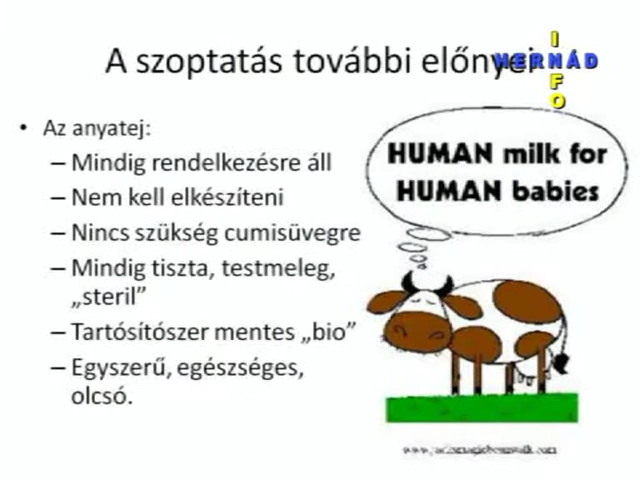 A szoptatás további előnyei
HERNÁD
INFO
• Az anyatej:
– Mindig rendelkezésre áll
– Nem kell elkészíteni
– Nincs szükség cumisüvegre
– Mindig tiszta, testmeleg,
„steril”
– Tartósítószer mentes „bio”
– Egyszerű, egészséges,
olcsó.
HUMAN milk for
HUMAN babies